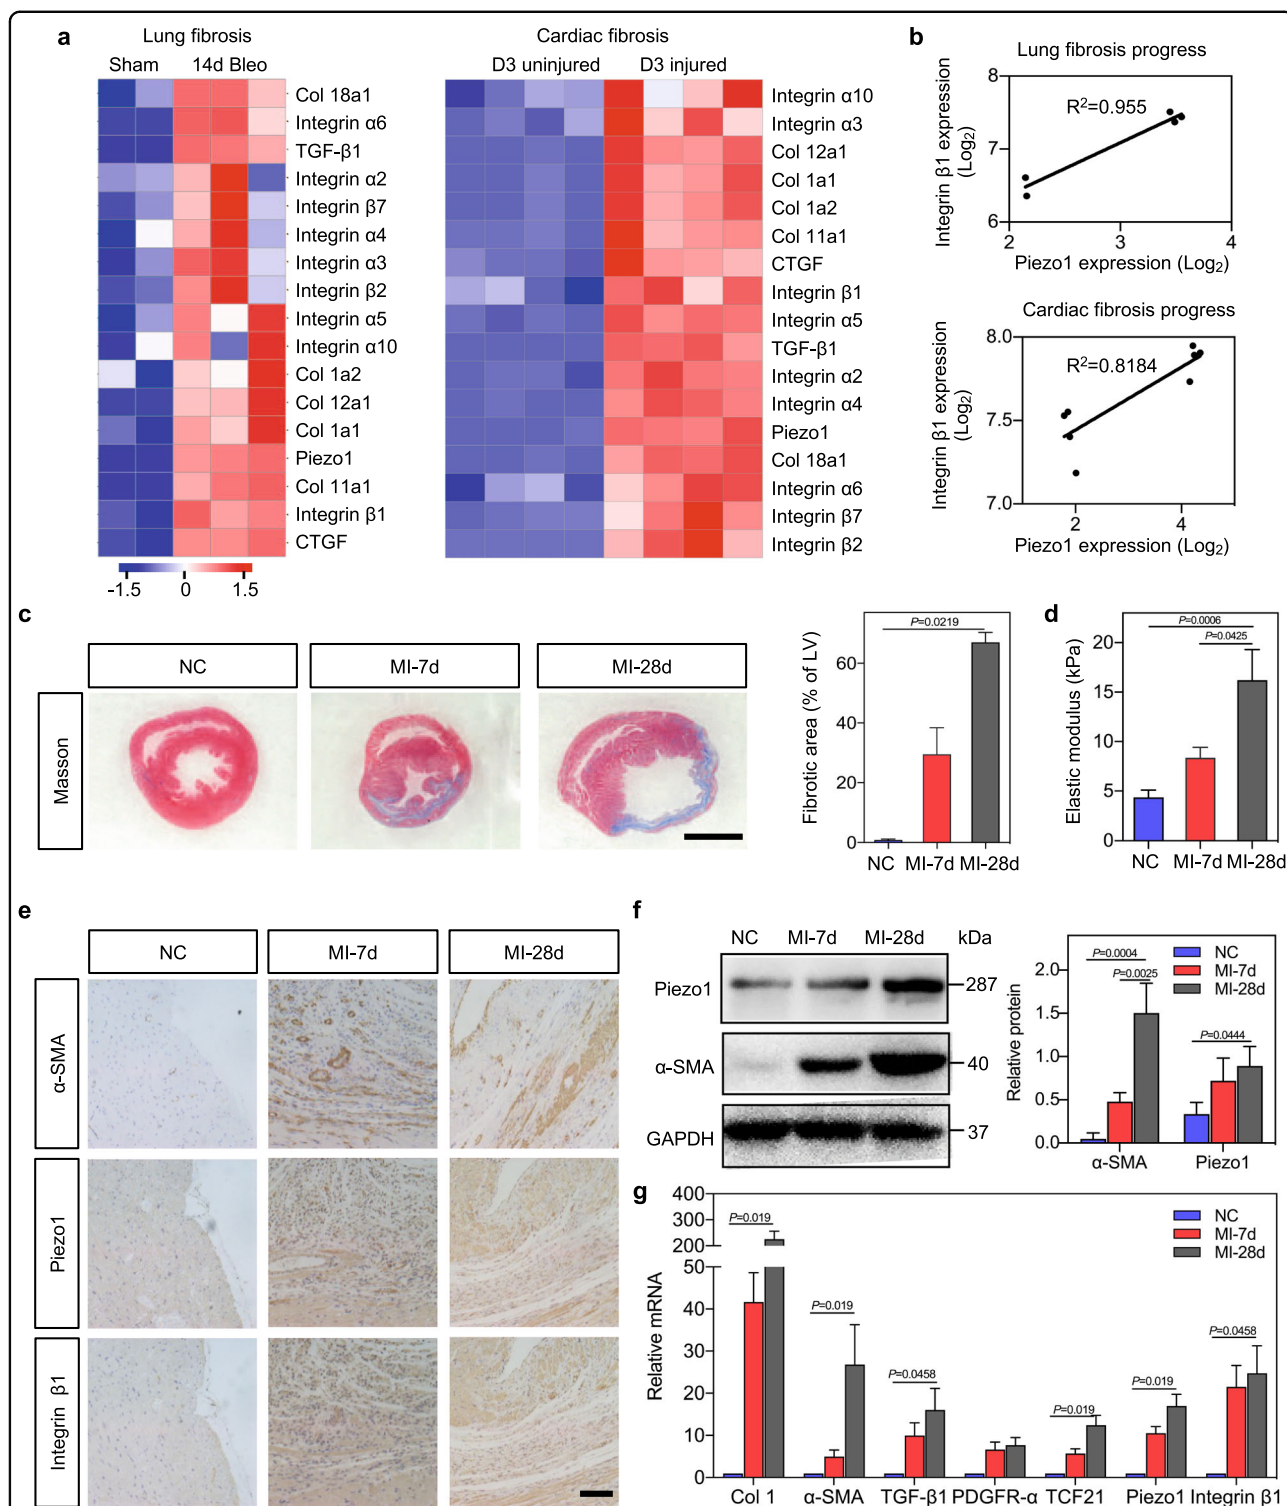 a
Lung fibrosis
Sham 14d Bleo
Col 18a1
Integrin α6
TGF-β1
Integrin α2
Integrin β7
Integrin α4
Integrin α3
Integrin β2
Integrin α5
Integrin α10
Col 1a2
Col 12a1
Col 1a1
Piezo1
Col 11a1
Integrin β1
CTGF
-1.5 0 1.5
Cardiac fibrosis
D3 uninjured D3 injured
Integrin α10
Integrin α3
Col 12a1
Col 1a1
Col 1a2
Col 11a1
CTGF
Integrin β1
Integrin α5
TGF-β1
Integrin α2
Integrin α4
Piezo1
Col 18a1
Integrin α6
Integrin β7
Integrin β2
b
Lung fibrosis progress
Integrin β1 expression
(Log₂)
8
7
6
R²=0.955
2 3 4
Piezo1 expression (Log₂)
Cardiac fibrosis progress
Integrin β1 expression
(Log₂)
8.0
7.5
7.0
R²=0.8184
2 4
Piezo1 expression (Log₂)
c
NC MI-7d MI-28d
Masson
Fibrotic area (% of LV)
60
40
20
0
P=0.0219
NC MI-7d MI-28d
d
Elastic modulus (kPa)
20
15
10
5
0
P=0.0006
P=0.0425
NC MI-7d MI-28d
e
NC MI-7d MI-28d
α-SMA
Piezo1
Integrin β1
f
NC MI-7d MI-28d kDa
Piezo1 287
α-SMA 40
GAPDH 37
Relative protein
2.0
1.5
1.0
0.5
0.0
P=0.0004
P=0.0025
P=0.0444
NC
MI-7d
MI-28d
α-SMA Piezo1
g
Relative mRNA
400
300
200
50
40
30
20
10
0
P=0.019
P=0.019
P=0.0458
P=0.019
P=0.019
P=0.0458
NC
MI-7d
MI-28d
Col 1 α-SMA TGF-β1 PDGFR-α TCF21 Piezo1 Integrin β1